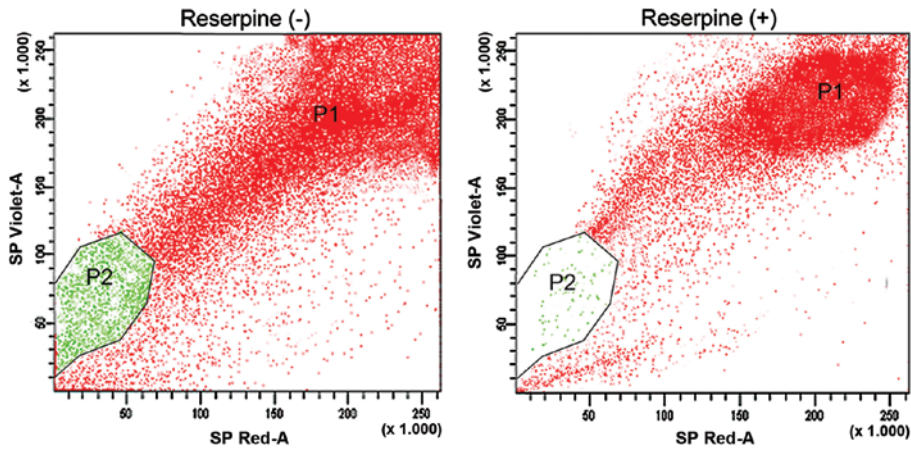 Reserpine (-)
(x 1.000)
250
200
150
100
50
SP Violet-A
P1
P2
50 100 150 200 250
(x 1.000)
SP Red-A
Reserpine (+)
(x 1.000)
250
200
150
100
50
SP Violet-A
P1
P2
50 100 150 200 250
(x 1.000)
SP Red-A